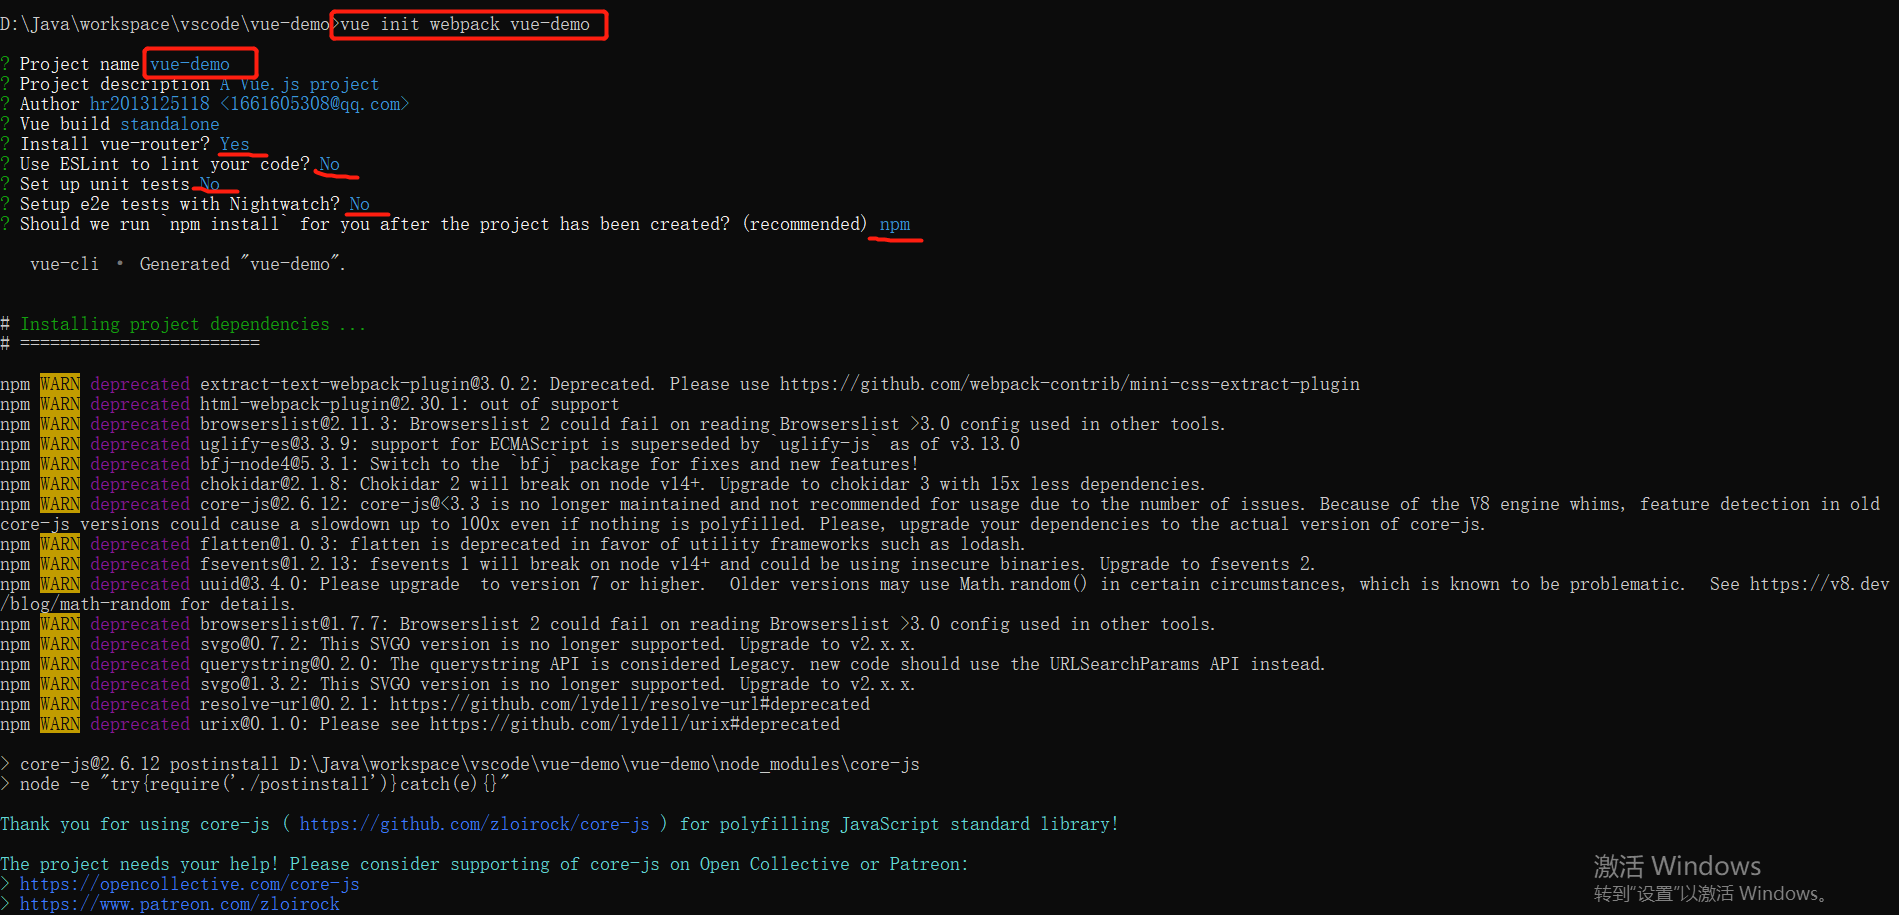 D:\Java\workspace\vscode\vue-demo>vue init webpack vue-demo
? Project name vue-demo
? Project description A Vue.js project
? Author hr2013125118 <1661605308@qq.com>
? Vue build standalone
? Install vue-router? Yes
? Use ESLint to lint your code? No
? Set up unit tests No
? Setup e2e tests with Nightwatch? No
? Should we run `npm install` for you after the project has been created? (recommended) npm
vue-cli · Generated "vue-demo".
# Installing project dependencies ...
# ========================
npm WARN deprecated extract-text-webpack-plugin@3.0.2: Deprecated. Please use https://github.com/webpack-contrib/mini-css-extract-plugin
npm WARN deprecated html-webpack-plugin@2.30.1: out of support
npm WARN deprecated browserslist@2.11.3: Browserslist 2 could fail on reading Browserslist >3.0 config used in other tools.
npm WARN deprecated uglify-es@3.3.9: support for ECMAScript is superseded by `uglify-js` as of v3.13.0
npm WARN deprecated bfj-node4@5.3.1: Switch to the `bfj` package for fixes and new features!
npm WARN deprecated chokidar@2.1.8: Chokidar 2 will break on node v14+. Upgrade to chokidar 3 with 15x less dependencies.
npm WARN deprecated core-js@2.6.12: core-js@<3.3 is no longer maintained and not recommended for usage due to the number of issues. Because of the V8 engine whims, feature detection in old
core-js versions could cause a slowdown up to 100x even if nothing is polyfilled. Please, upgrade your dependencies to the actual version of core-js.
npm WARN deprecated flatten@1.0.3: flatten is deprecated in favor of utility frameworks such as lodash.
npm WARN deprecated fsevents@1.2.13: fsevents 1 will break on node v14+ and could be using insecure binaries. Upgrade to fsevents 2.
npm WARN deprecated uuid@3.4.0: Please upgrade  to version 7 or higher.  Older versions may use Math.random() in certain circumstances, which is known to be problematic.  See https://v8.dev
/blog/math-random for details.
npm WARN deprecated browserslist@1.7.7: Browserslist 2 could fail on reading Browserslist >3.0 config used in other tools.
npm WARN deprecated svgo@0.7.2: This SVGO version is no longer supported. Upgrade to v2.x.x.
npm WARN deprecated querystring@0.2.0: The querystring API is considered Legacy. new code should use the URLSearchParams API instead.
npm WARN deprecated svgo@1.3.2: This SVGO version is no longer supported. Upgrade to v2.x.x.
npm WARN deprecated resolve-url@0.2.1: https://github.com/lydell/resolve-url#deprecated
npm WARN deprecated urix@0.1.0: Please see https://github.com/lydell/urix#deprecated
> core-js@2.6.12 postinstall D:\Java\workspace\vscode\vue-demo\vue-demo\node_modules\core-js
> node -e "try{require('./postinstall')}catch(e){}"
Thank you for using core-js ( https://github.com/zloirock/core-js ) for polyfilling JavaScript standard library!
The project needs your help! Please consider supporting of core-js on Open Collective or Patreon:
> https://opencollective.com/core-js
> https://www.patreon.com/zloirock
激活 Windows
转到"设置"以激活 Windows。